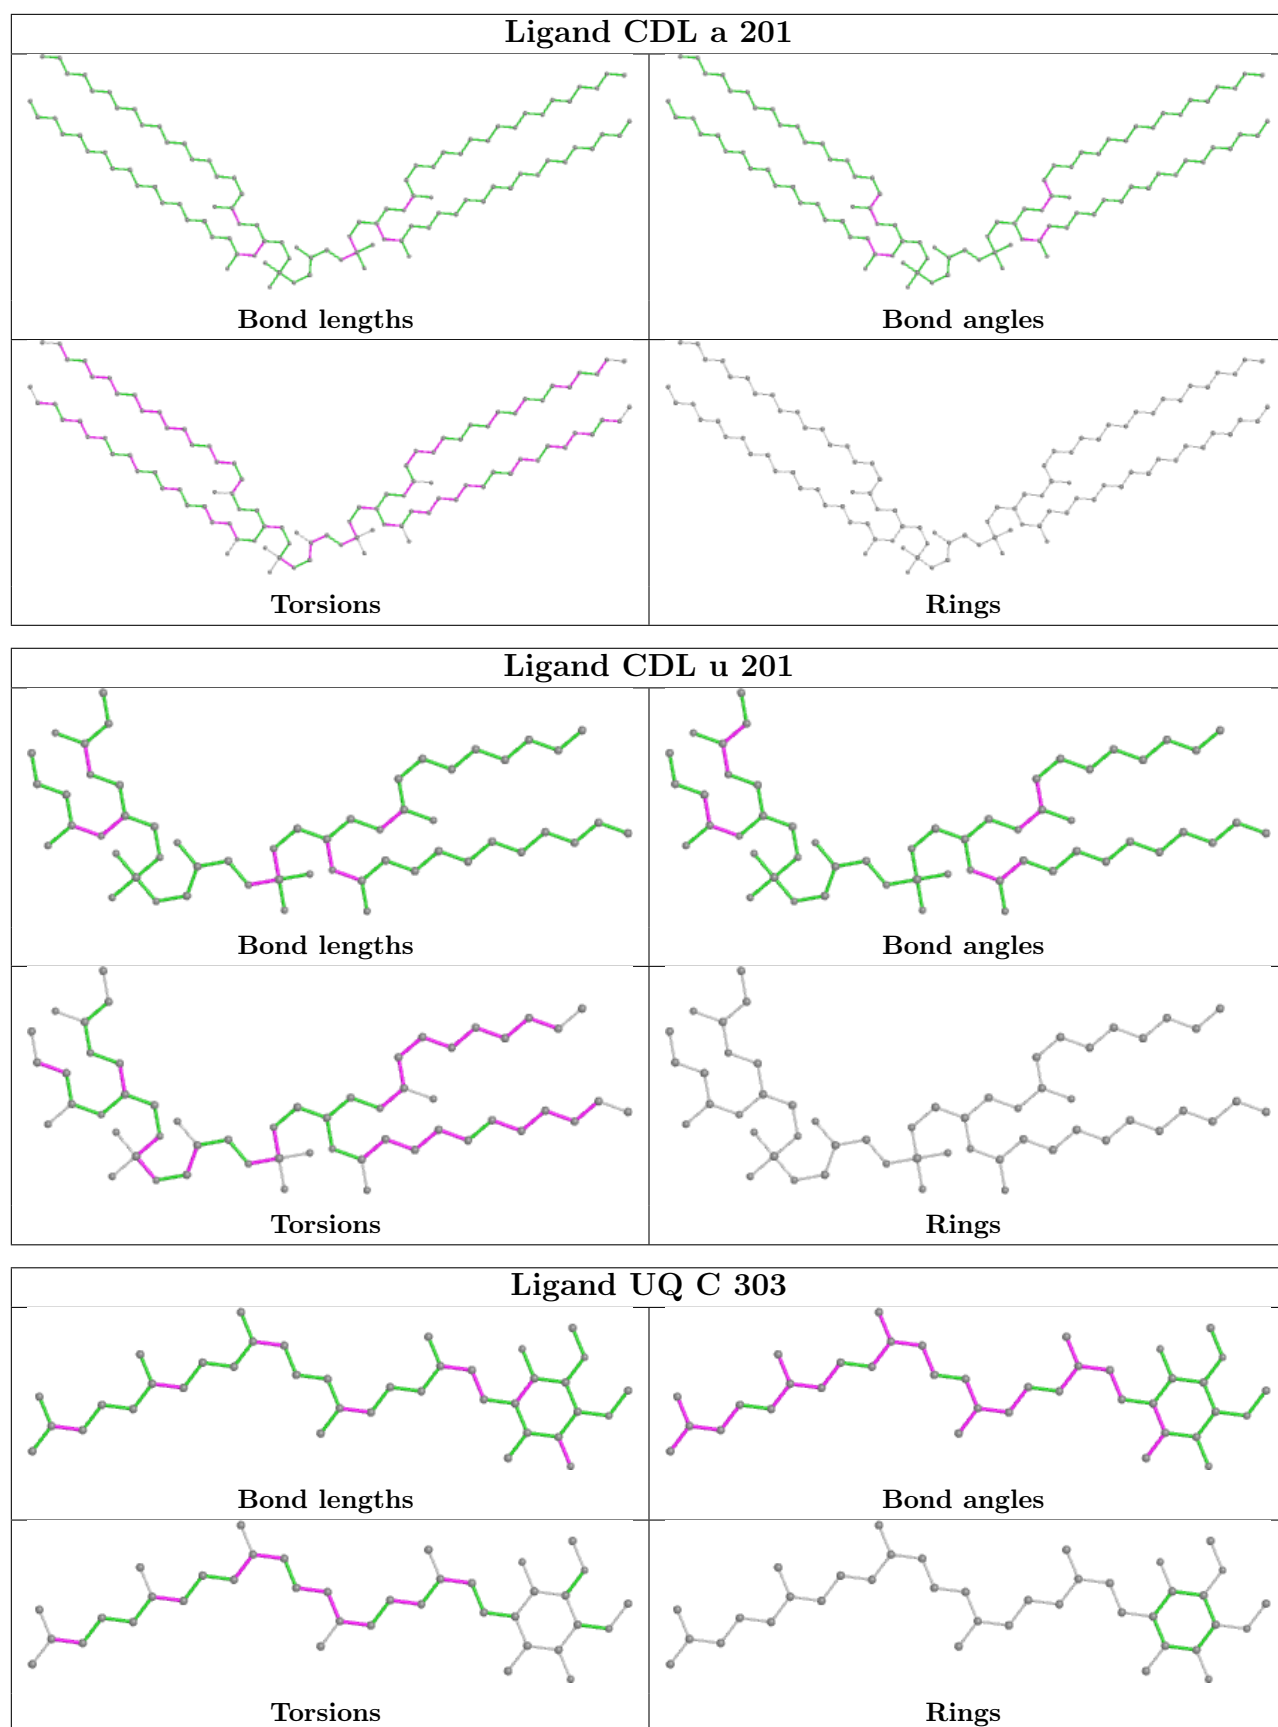 Ligand CDL a 201
Bond lengths
Bond angles
Torsions
Rings
Ligand CDL u 201
Bond lengths
Bond angles
Torsions
Rings
Ligand UQ C 303
Bond lengths
Bond angles
Torsions
Rings